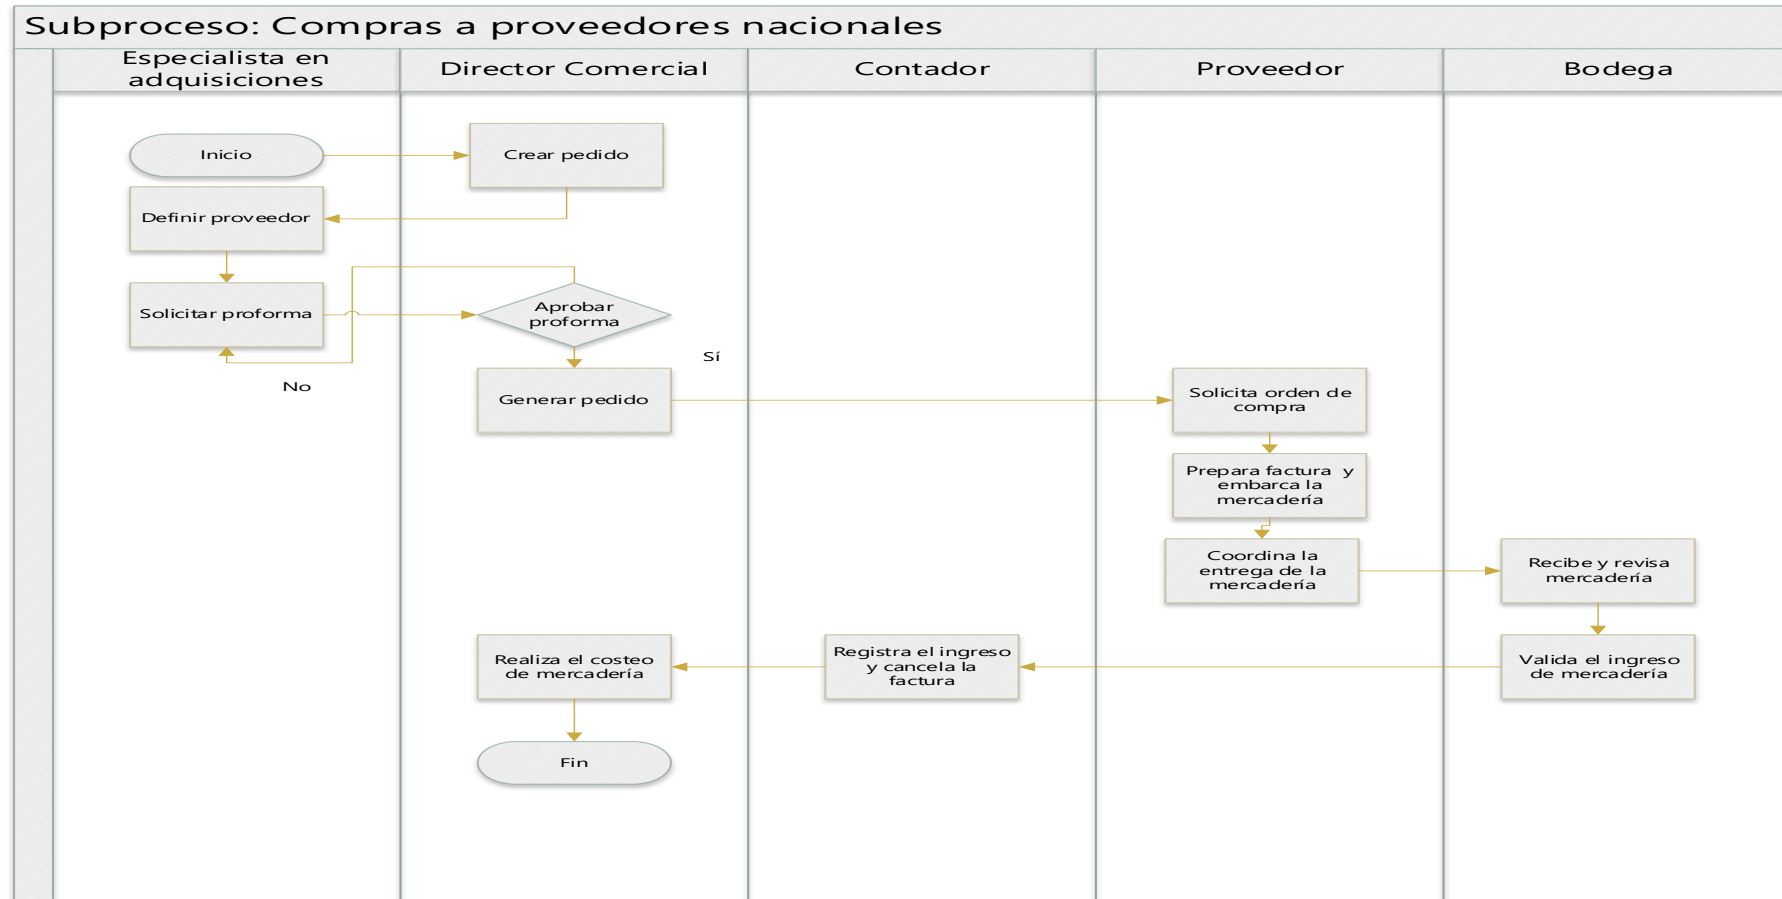 Subproceso: Compras a proveedores nacionales
Especialista en
adquisiciones
Director Comercial
Contador
Proveedor
Bodega
Inicio
Crear pedido
Definir proveedor
Solicitar proforma
Aprobar
proforma
Sí
No
Generar pedido
Solicita orden de
compra
Prepara factura y
embarca la
mercadería
Coordina la
entrega de la
mercadería
Recibe y revisa
mercadería
Realiza el costeo
de mercadería
Registra el ingreso
y cancela la
factura
Valida el ingreso
de mercadería
Fin